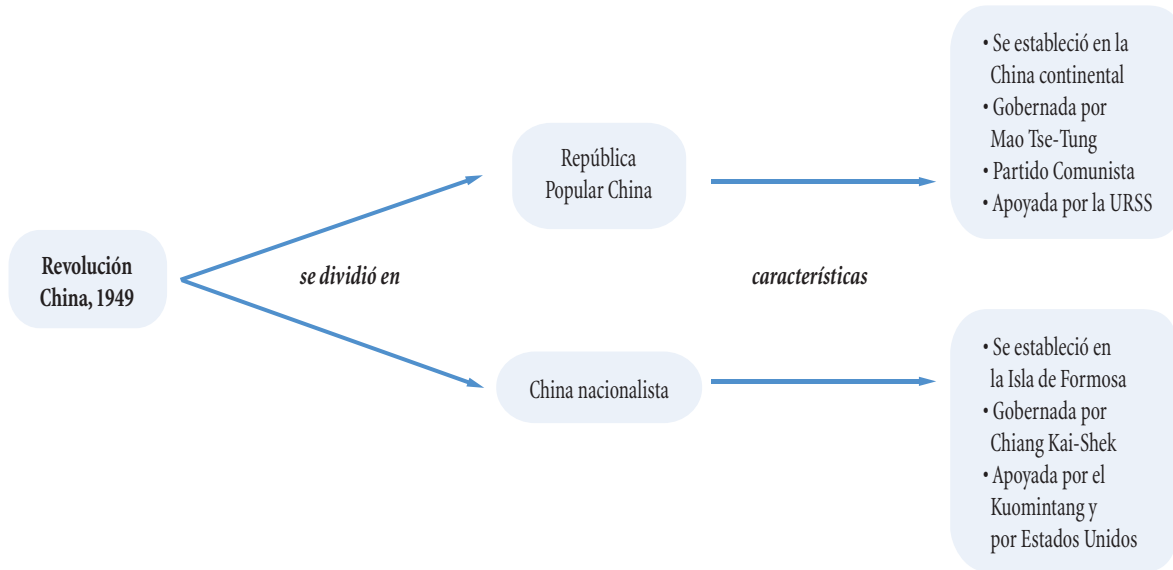 Revolución
China, 1949
se dividió en
República
Popular China
China nacionalista
características
• Se estableció en la
China continental
• Gobernada por
Mao Tse-Tung
• Partido Comunista
• Apoyada por la URSS
• Se estableció en
la Isla de Formosa
• Gobernada por
Chiang Kai-Shek
• Apoyada por el
Kuomintang y
por Estados Unidos